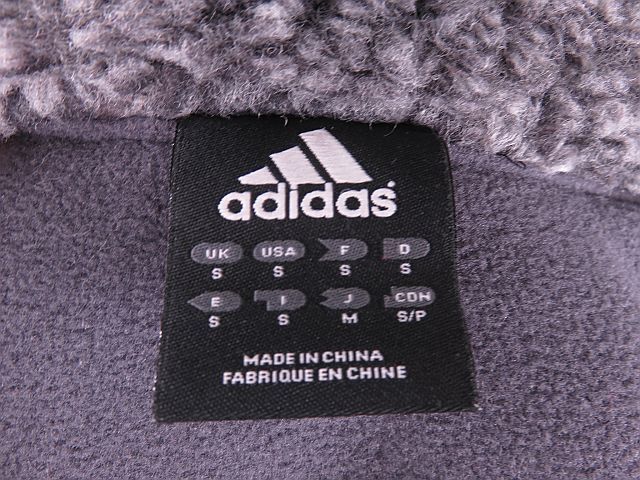 adidas
UK USA F D
S S S S
E I J CDN
S S M S/P
MADE IN CHINA
FABRIQUE EN CHINE